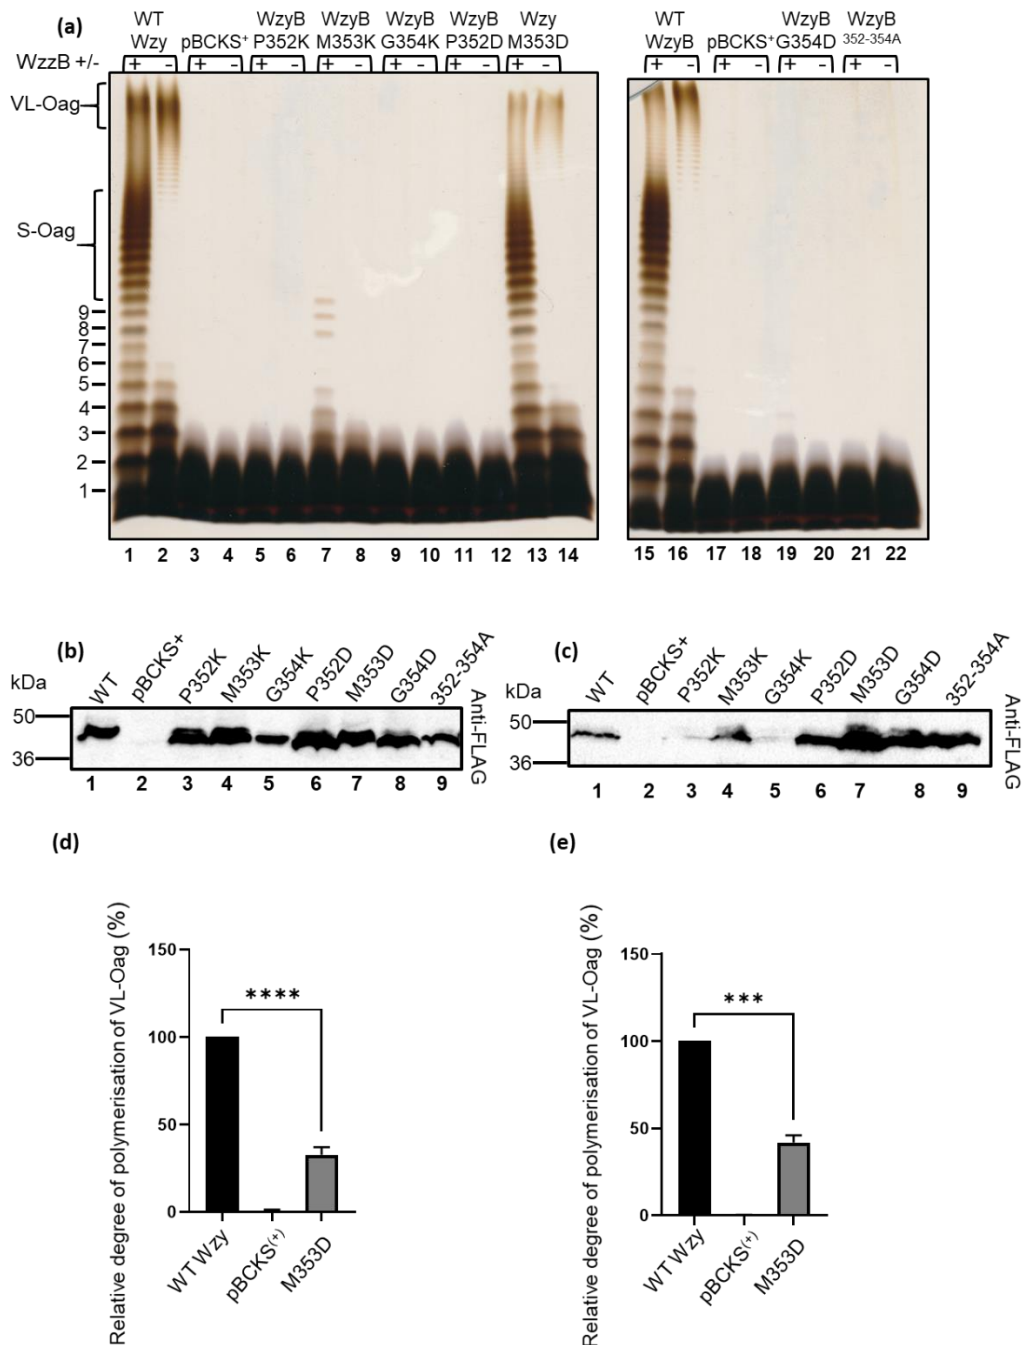 (a)
WT WzyB WzyB WzyB WzyB Wzy
Wzy pBCKS⁺ P352K M353K G354K P352D M353D
WT WzyB WzyB
WzyB pBCKS⁺ G354D 352-354A
WzzB +/- + - + - + - + - + - + - + -
+ - + - + - + -
VL-Oag
S-Oag
9
8
7
6
5
4
3
2
1
1 2 3 4 5 6 7 8 9 10 11 12 13 14
15 16 17 18 19 20 21 22
(b)
WT pBCKS+ P352K M353K G354K P352D M353D G354D 352-354A
kDa
50
36
Anti-FLAG
1 2 3 4 5 6 7 8 9
(c)
WT pBCKS+ P352K M353K G354K P352D M353D G354D 352-354A
kDa
50
36
Anti-FLAG
1 2 3 4 5 6 7 8 9
(d)
Relative degree of polymerisation of VL-Oag (%)
150
100
50
0
****
WT Wzy pBCKS(+) M353D
(e)
Relative degree of polymerisation of VL-Oag (%)
150
100
50
0
***
WT Wzy pBCKS(+) M353D